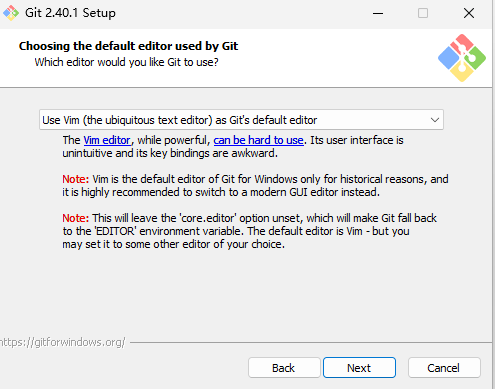 Git 2.40.1 Setup
Choosing the default editor used by Git
Which editor would you like Git to use?
Use Vim (the ubiquitous text editor) as Git's default editor
The Vim editor, while powerful, can be hard to use. Its user interface is
unintuitive and its key bindings are awkward.
Note: Vim is the default editor of Git for Windows only for historical reasons, and
it is highly recommended to switch to a modern GUI editor instead.
Note: This will leave the 'core.editor' option unset, which will make Git fall back
to the 'EDITOR' environment variable. The default editor is Vim - but you
may set it to some other editor of your choice.
https://gitforwindows.org/
Back
Next
Cancel